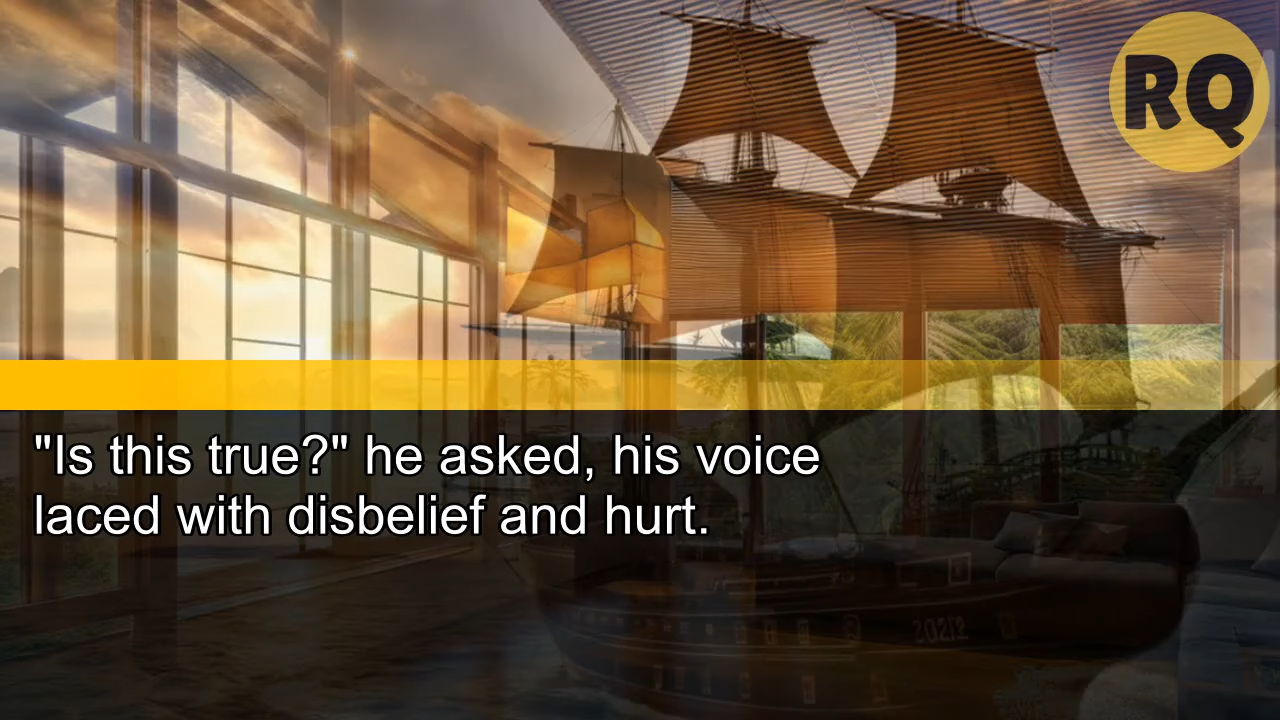 RQ
"Is this true?" he asked, his voice
laced with disbelief and hurt.